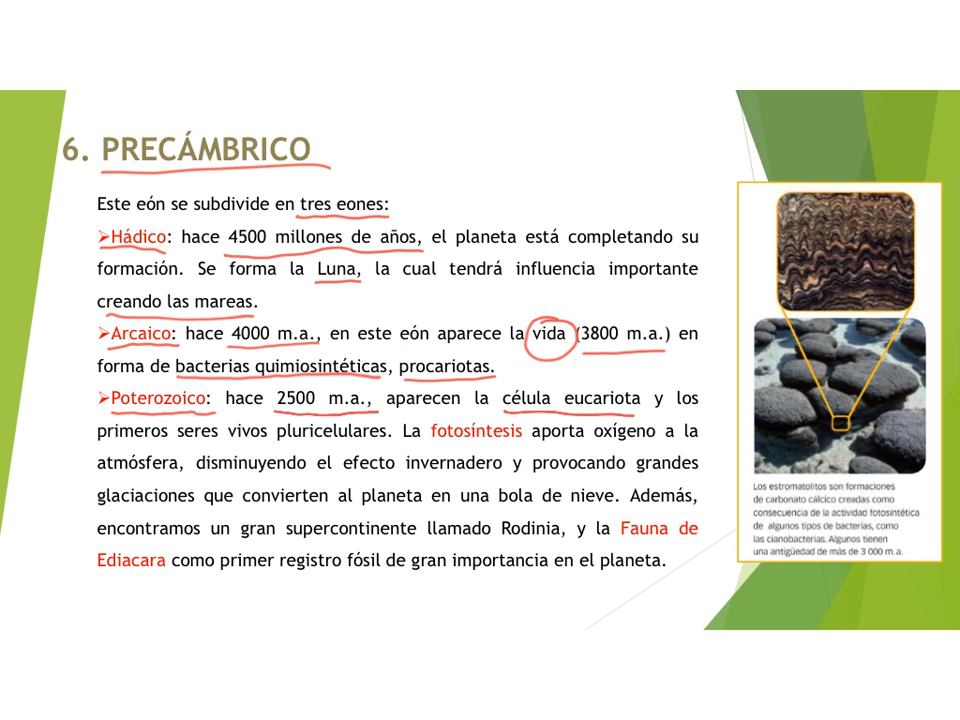 6. PRECÁMBRICO
Este eón se subdivide en tres eones:
➢Hádico: hace 4500 millones de años, el planeta está completando su
formación. Se forma la Luna, la cual tendrá influencia importante
creando las mareas.
➢Arcaico: hace 4000 m.a., en este eón aparece la vida (3800 m.a.) en
forma de bacterias quimiosintéticas, procariotas.
➢Poterozoico: hace 2500 m.a., aparecen la célula eucariota y los
primeros seres vivos pluricelulares. La fotosíntesis aporta oxígeno a la
atmósfera, disminuyendo el efecto invernadero y provocando grandes
glaciaciones que convierten al planeta en una bola de nieve. Además,
encontramos un gran supercontinente llamado Rodinia, y la Fauna de
Ediacara como primer registro fósil de gran importancia en el planeta.
Los estromatolitos son formaciones
de carbonato cálcico creadas como
consecuencia de la actividad fotosintética
de algunos tipos de bacterias, como
las cianobacterias. Algunos tienen
una antigüedad de más de 3 000 m.a.